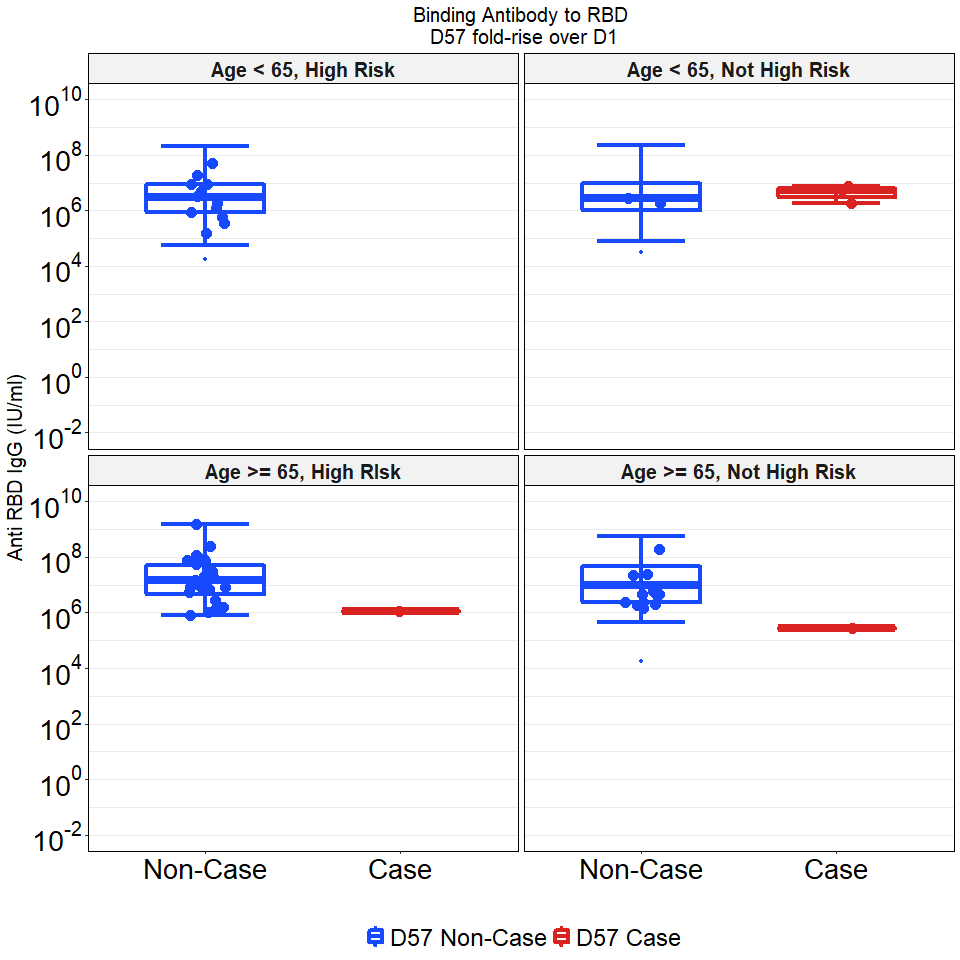 Binding Antibody to RBD
D57 fold-rise over D1
Age < 65, High Risk
Age < 65, Not High Risk
10^10
10^8
10^6
10^4
10^2
10^0
10^-2
Anti RBD IgG (IU/ml)
Age >= 65, High RIsk
Age >= 65, Not High Risk
10^10
10^8
10^6
10^4
10^2
10^0
10^-2
Non-Case Case Non-Case Case
D57 Non-Case D57 Case